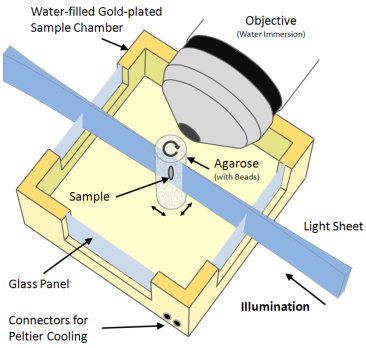 Water-filled Gold-plated
Sample Chamber
Objective
(Water Immersion)
Agarose
(with Beads)
Sample
Light Sheet
Glass Panel
Illumination
Connectors for
Peltier Cooling